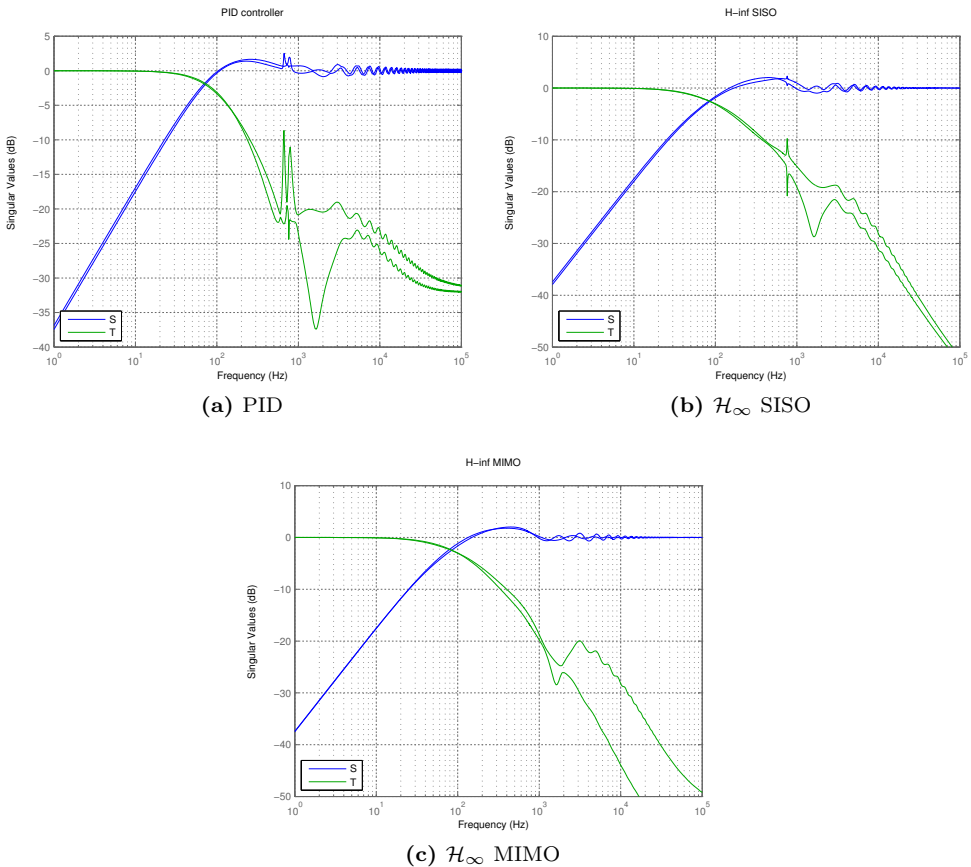 PID controller
Singular Values (dB)
5
0
−5
−10
−15
−20
−25
−30
−35
−40
10^0
10^1
10^2
10^3
10^4
10^5
Frequency (Hz)
S
T
(a) PID
H−inf SISO
Singular Values (dB)
10
0
−10
−20
−30
−40
−50
10^0
10^1
10^2
10^3
10^4
10^5
Frequency (Hz)
S
T
(b) ℋ∞ SISO
H−inf MIMO
Singular Values (dB)
10
0
−10
−20
−30
−40
−50
10^0
10^1
10^2
10^3
10^4
10^5
Frequency (Hz)
S
T
(c) ℋ∞ MIMO